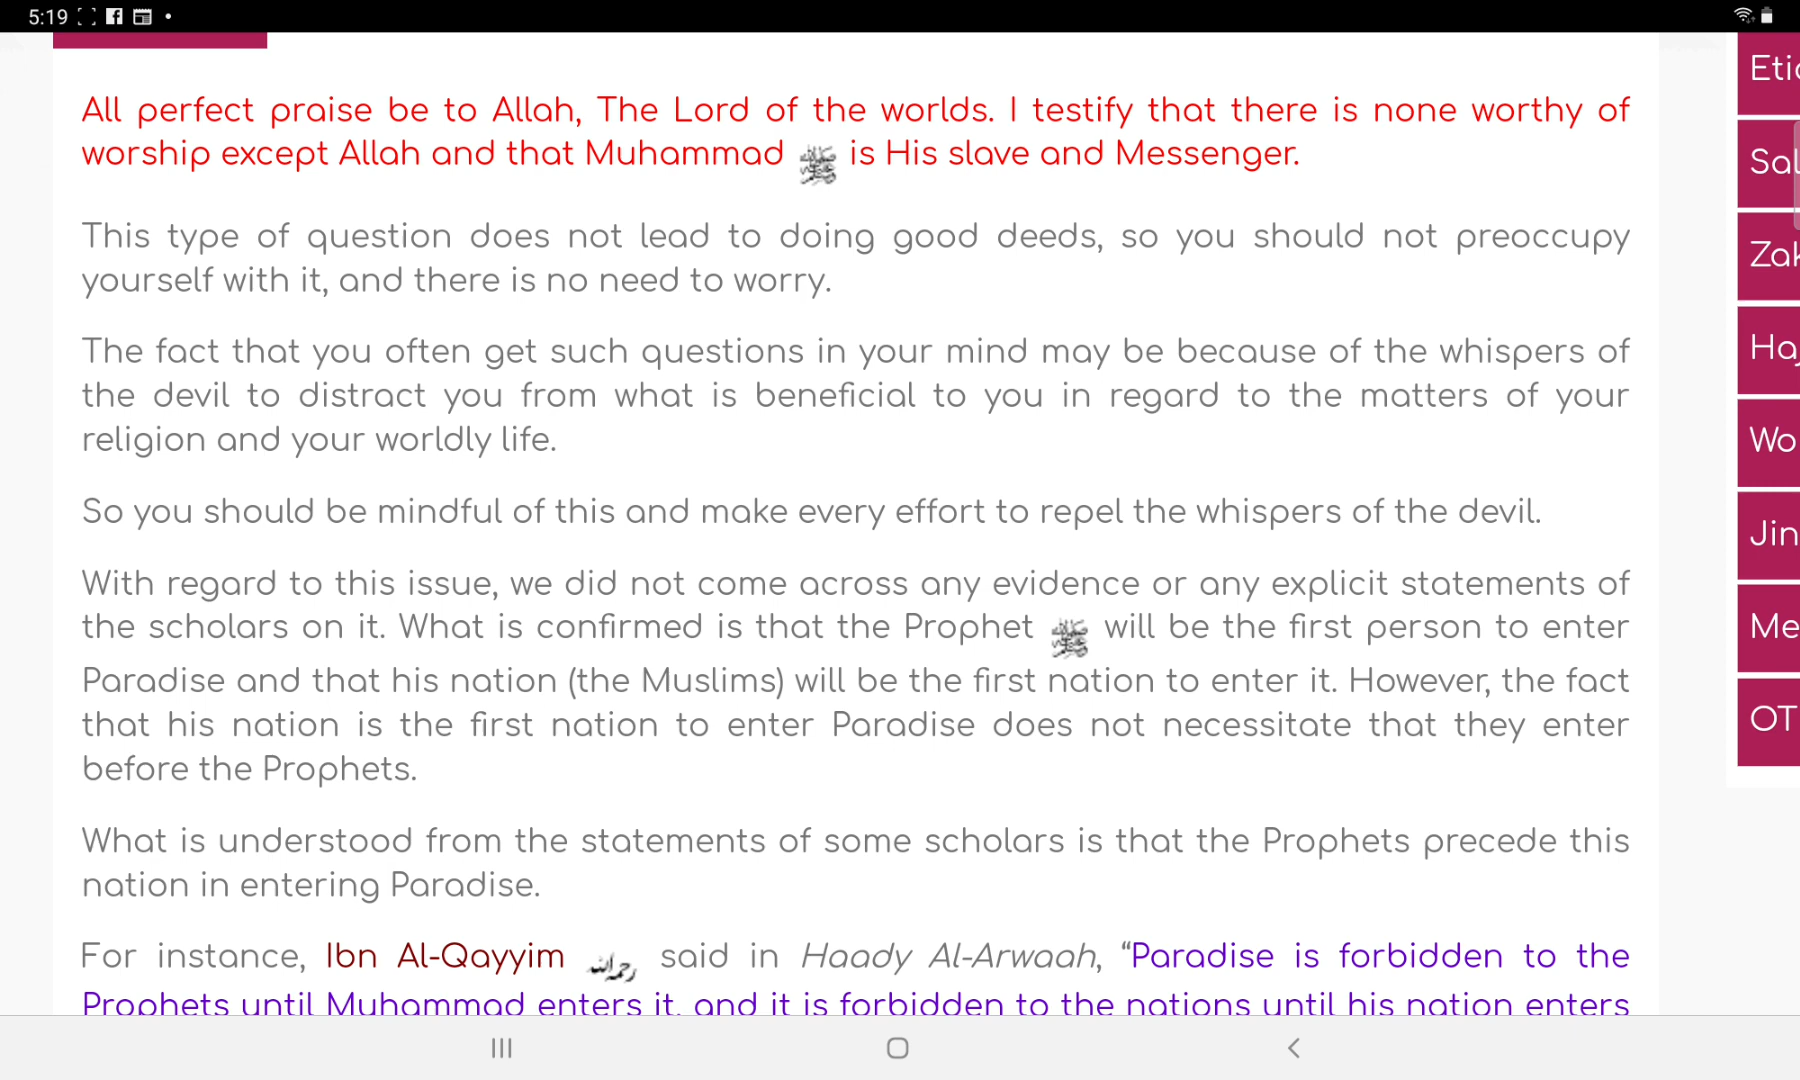 5:19
All perfect praise be to Allah, The Lord of the worlds. I testify that there is none worthy of
worship except Allah and that Muhammad ﷺ is His slave and Messenger.
This type of question does not lead to doing good deeds, so you should not preoccupy
yourself with it, and there is no need to worry.
The fact that you often get such questions in your mind may be because of the whispers of
the devil to distract you from what is beneficial to you in regard to the matters of your
religion and your worldly life.
So you should be mindful of this and make every effort to repel the whispers of the devil.
With regard to this issue, we did not come across any evidence or any explicit statements of
the scholars on it. What is confirmed is that the Prophet ﷺ will be the first person to enter
Paradise and that his nation (the Muslims) will be the first nation to enter it. However, the fact
that his nation is the first nation to enter Paradise does not necessitate that they enter
before the Prophets.
What is understood from the statements of some scholars is that the Prophets precede this
nation in entering Paradise.
For instance, Ibn Al-Qayyim رحمه الله said in Haady Al-Arwaah, “Paradise is forbidden to the
Prophets until Muhammad enters it, and it is forbidden to the nations until his nation enters
Eti
Sal
Zak
Haj
Wo
Jin
Me
OT